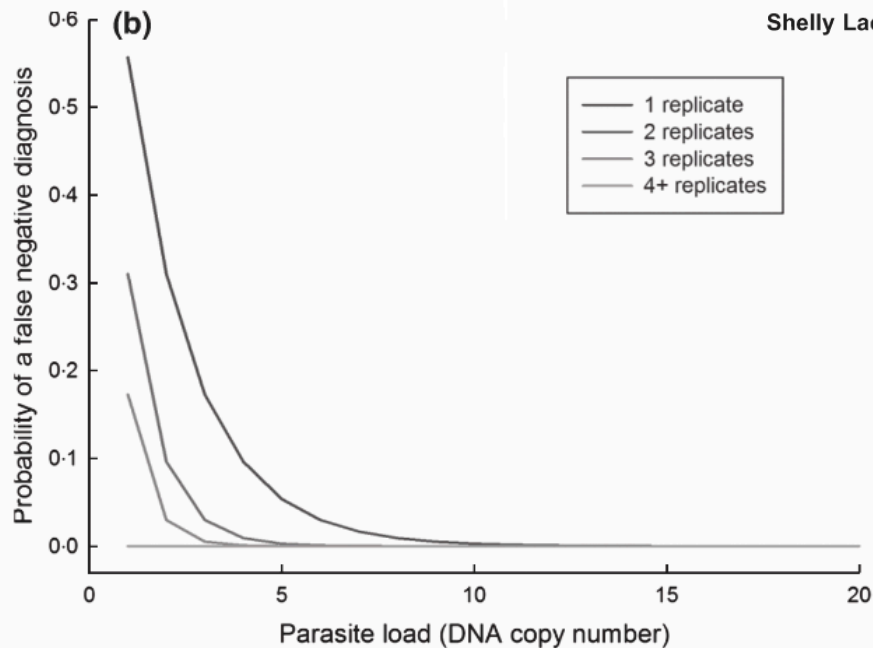 (b)
Shelly Lac
0·6
0·5
0·4
0·3
0·2
0·1
0·0
Probability of a false negative diagnosis
1 replicate
2 replicates
3 replicates
4+ replicates
0 5 10 15 20
Parasite load (DNA copy number)